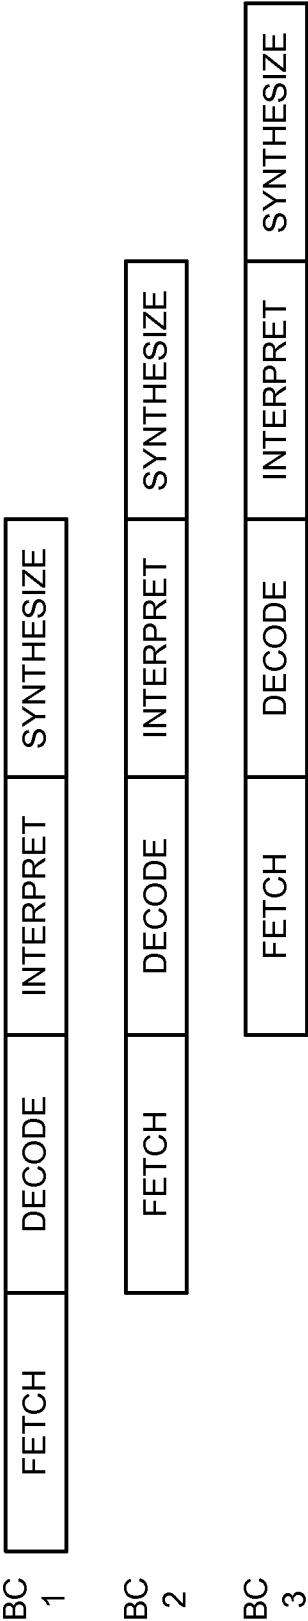 BC
1
FETCH
DECODE
INTERPRET
SYNTHESIZE
BC
2
FETCH
DECODE
INTERPRET
SYNTHESIZE
BC
3
FETCH
DECODE
INTERPRET
SYNTHESIZE